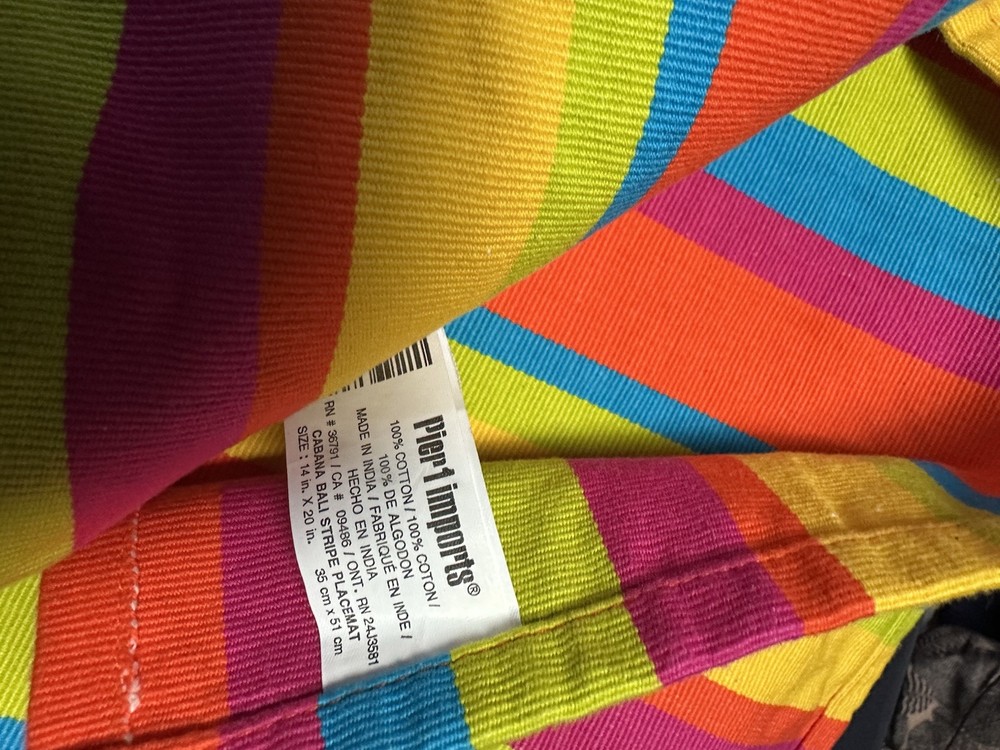 Pier 1 imports®
100% COTTON / 100% COTON /
100% DE ALGODON
MADE IN INDIA / FABRIQUÉ EN INDE /
HECHO EN INDIA
RN # 36791 / CA # 09486 / ONT. RN 24J3581
CABANA BALI STRIPE PLACEMAT
SIZE : 14 in. X 20 in. 35 cm x 51 cm